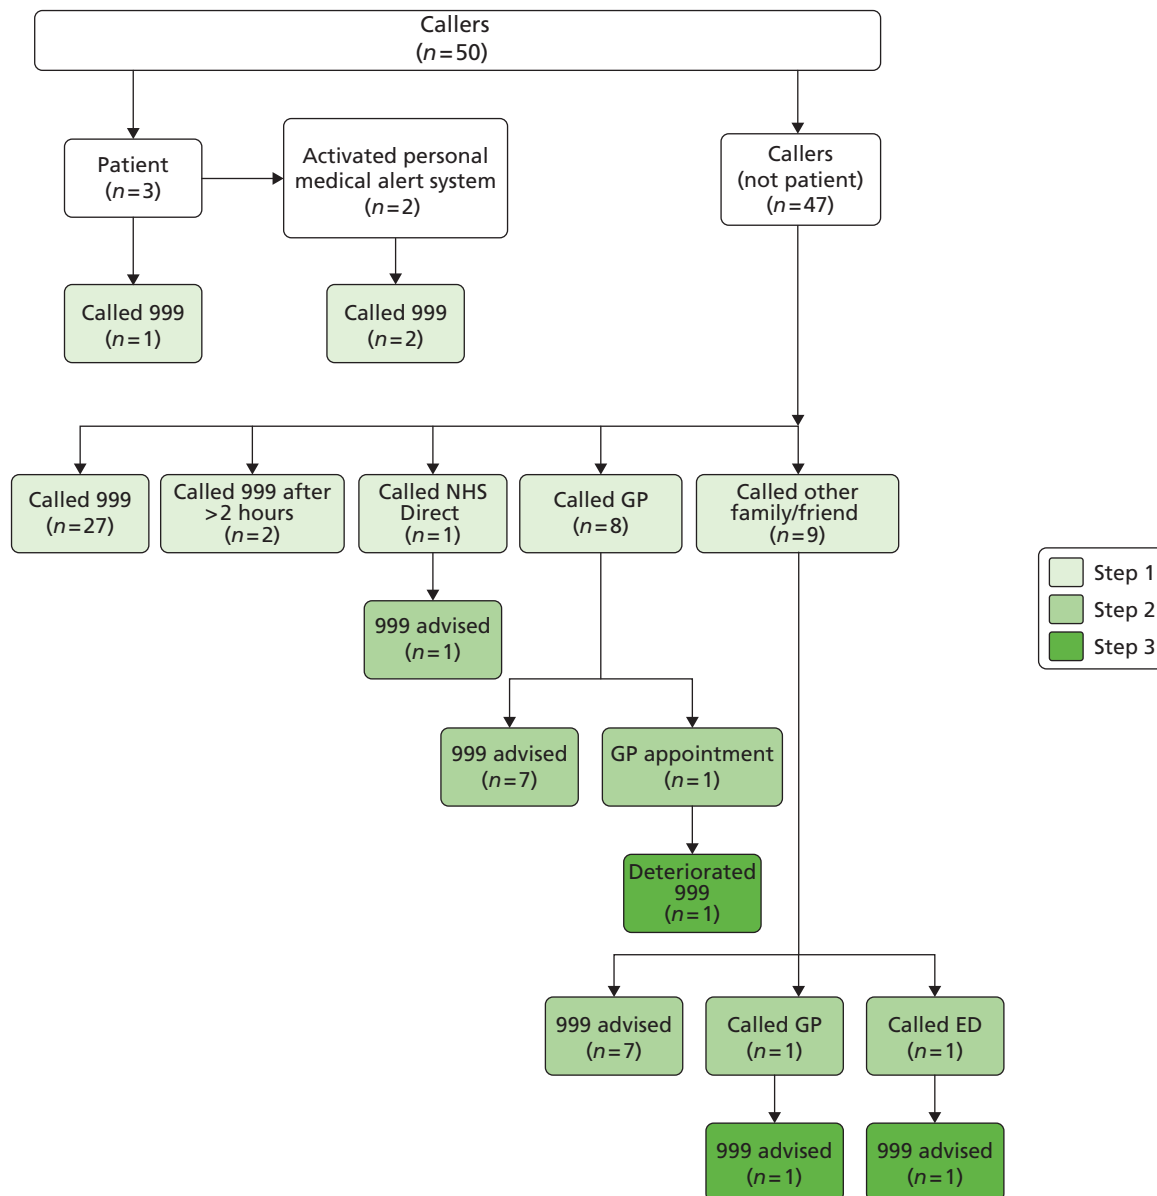 Callers
(n=50)
Patient
(n=3)
Activated personal
medical alert system
(n=2)
Callers
(not patient)
(n=47)
Called 999
(n=1)
Called 999
(n=2)
Called 999
(n=27)
Called 999 after
>2 hours
(n=2)
Called NHS
Direct
(n=1)
Called GP
(n=8)
Called other
family/friend
(n=9)
Step 1
Step 2
Step 3
999 advised
(n=1)
999 advised
(n=7)
GP appointment
(n=1)
Deteriorated
999
(n=1)
999 advised
(n=7)
Called GP
(n=1)
Called ED
(n=1)
999 advised
(n=1)
999 advised
(n=1)